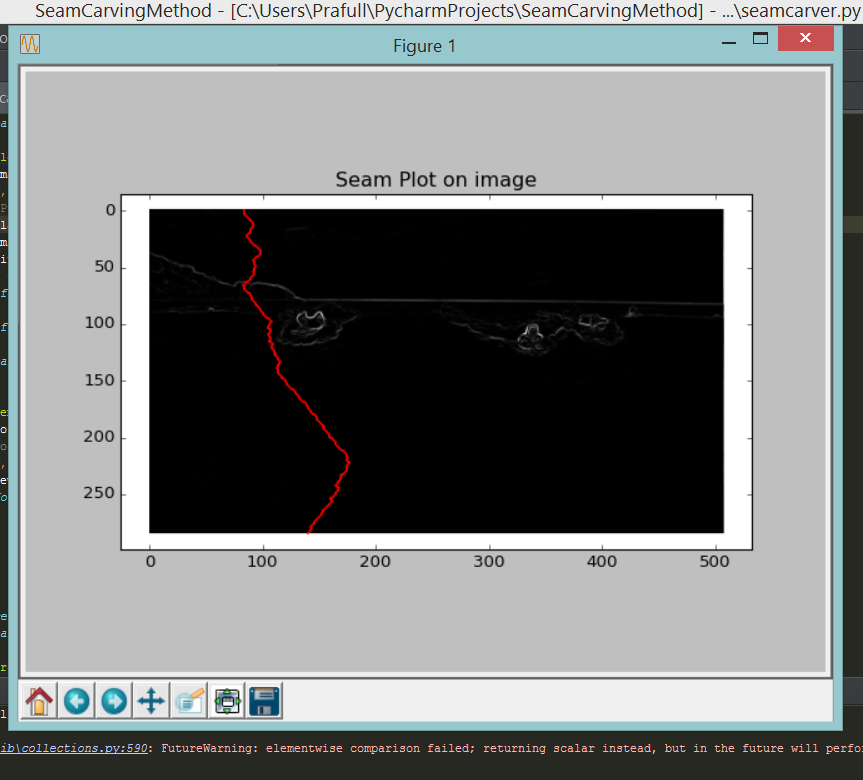 SeamCarvingMethod - [C:\Users\Prafull\PycharmProjects\SeamCarvingMethod] - ...\seamcarver.py
Figure 1
Seam Plot on image
0
50
100
150
200
250
0 100 200 300 400 500
ib\collections.py:590: FutureWarning: elementwise comparison failed; returning scalar instead, but in the future will perfo